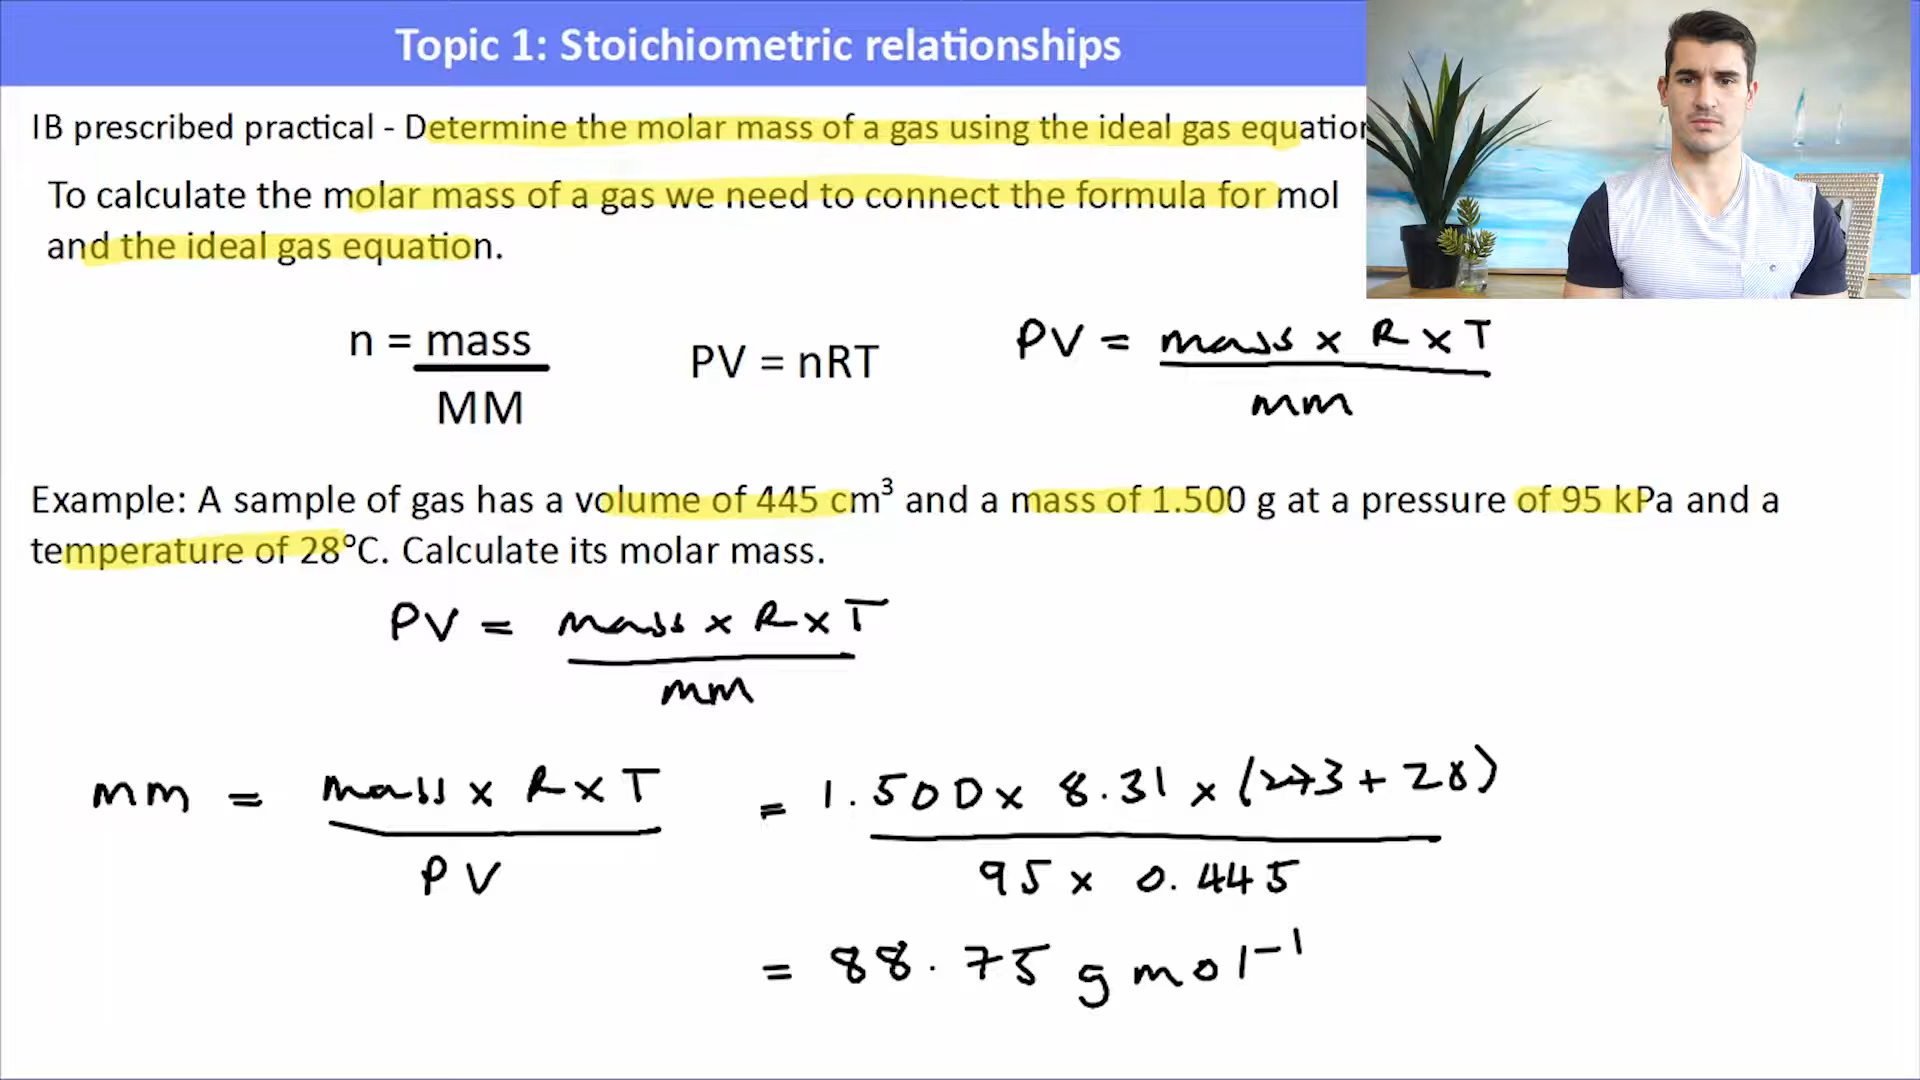 Topic 1: Stoichiometric relationships
IB prescribed practical - Determine the molar mass of a gas using the ideal gas equation
To calculate the molar mass of a gas we need to connect the formula for mol
and the ideal gas equation.
n = mass
MM
PV = nRT
PV = mass x R x T
mm
Example: A sample of gas has a volume of 445 cm³ and a mass of 1.500 g at a pressure of 95 kPa and a
temperature of 28°C. Calculate its molar mass.
PV = mass x R x T
mm
mm = mass x R x T = 1.500 x 8.31 x (273 + 28)
PV 95 x 0.445
= 88.75 g mol⁻¹